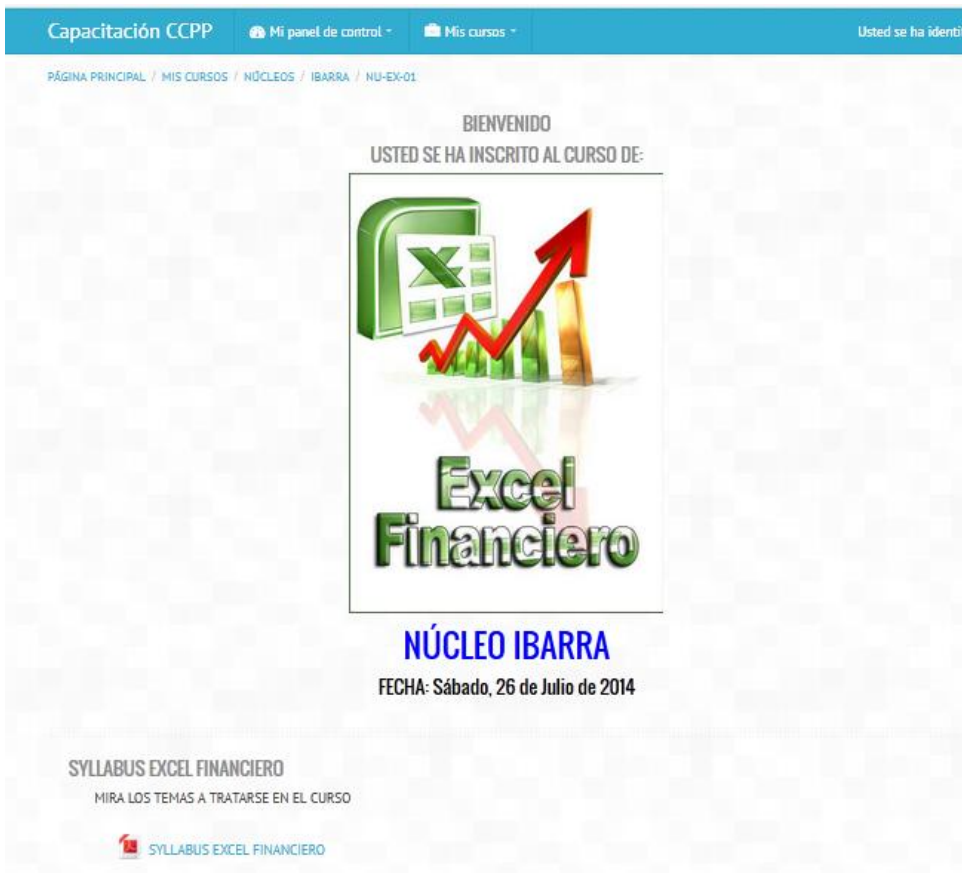 Capacitación CCPP Mi panel de control Mis cursos Usted se ha identi
PÁGINA PRINCIPAL / MIS CURSOS / NÚCLEOS / IBARRA / NU-EX-01
BIENVENIDO
USTED SE HA INSCRITO AL CURSO DE:
X
Excel
Financiero
NÚCLEO IBARRA
FECHA: Sábado, 26 de Julio de 2014
SYLLABUS EXCEL FINANCIERO
MIRA LOS TEMAS A TRATARSE EN EL CURSO
SYLLABUS EXCEL FINANCIERO